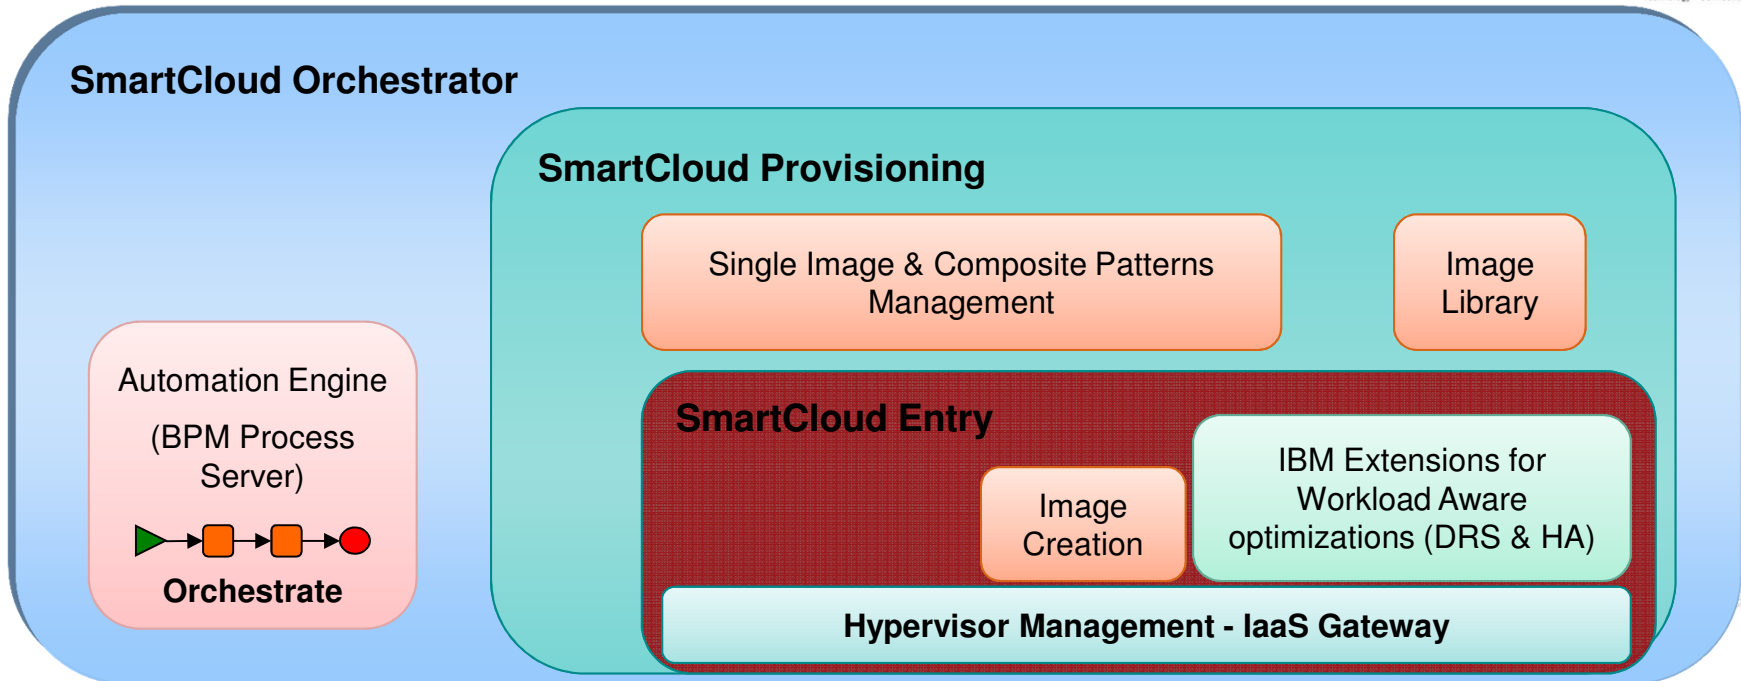 SmartCloud Orchestrator
SmartCloud Provisioning
Single Image & Composite Patterns
Management
Image
Library
Automation Engine
(BPM Process
Server)
Orchestrate
SmartCloud Entry
Image
Creation
IBM Extensions for
Workload Aware
optimizations (DRS & HA)
Hypervisor Management - IaaS Gateway